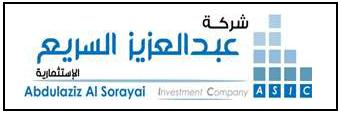 شركة
عبدالعزيز السريع
الإستثمارية
Abdulaziz Al Sorayai Investment Company ASIC